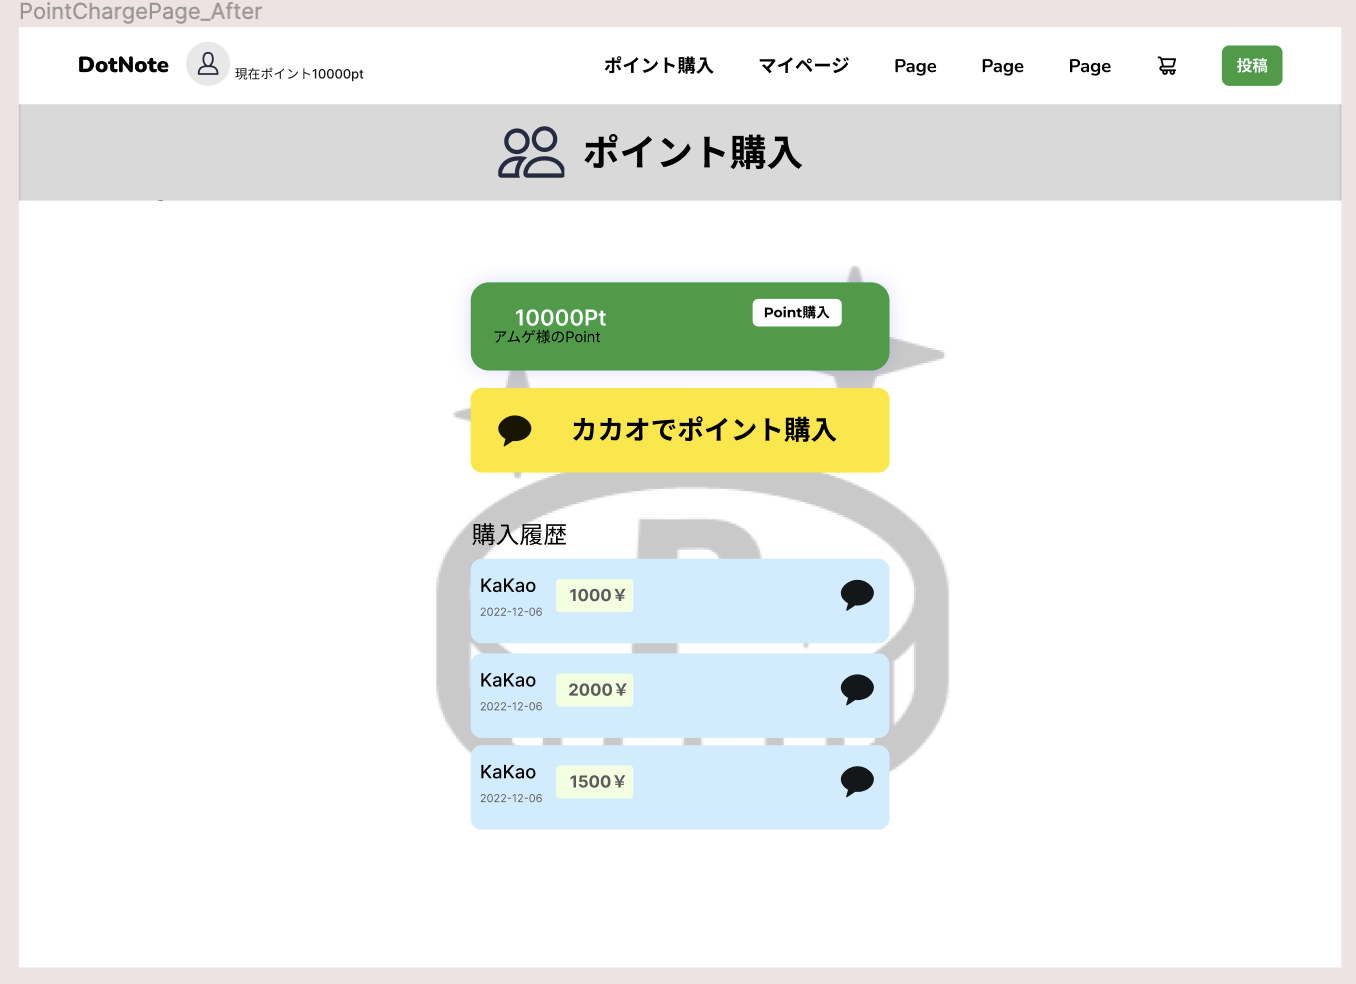 PointChargePage_After
DotNote 現在ポイント10000pt ポイント購入 マイページ Page Page Page 投稿
ポイント購入
10000Pt Point購入
アムゲ様のPoint
カカオでポイント購入
購入履歴
KaKao 1000¥
2022-12-06
KaKao 2000¥
2022-12-06
KaKao 1500¥
2022-12-06